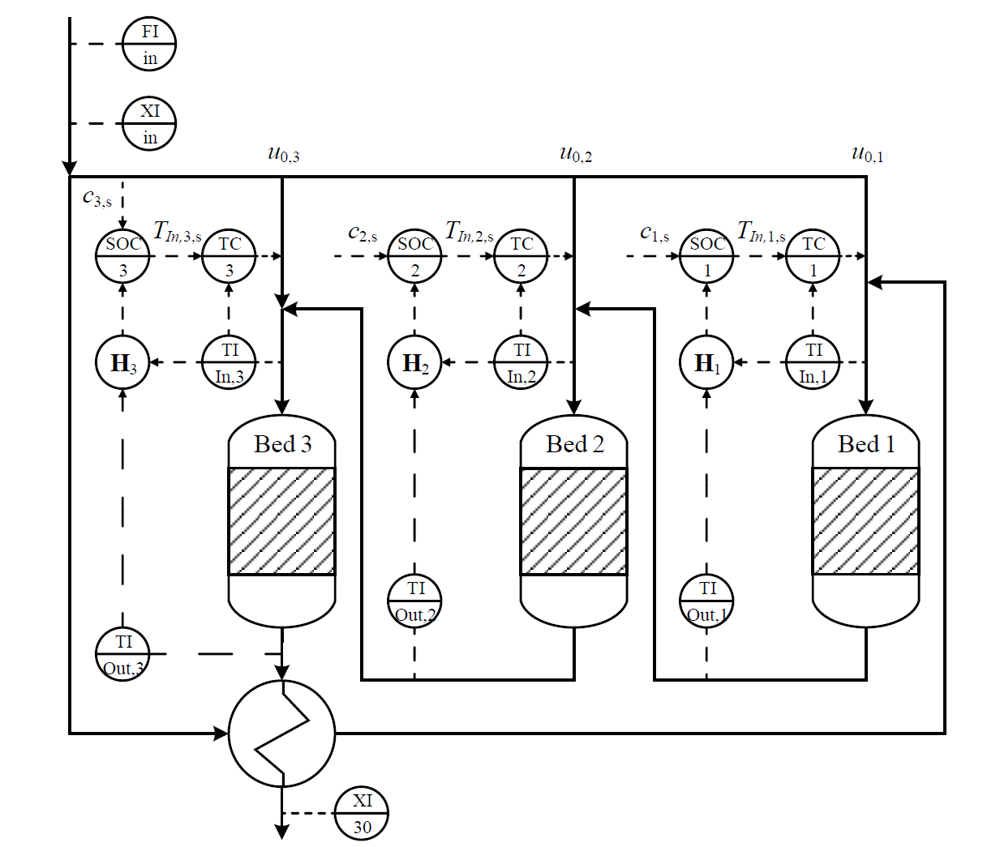 FI
in
XI
in
u0,3
u0,2
u0,1
c3,s
TIn,3,s
c2,s
TIn,2,s
c1,s
TIn,1,s
SOC
3
TC
3
SOC
2
TC
2
SOC
1
TC
1
H3
TI
In,3
H2
TI
In,2
H1
TI
In,1
Bed 3
Bed 2
Bed 1
TI
Out,2
TI
Out,1
TI
Out,3
XI
30